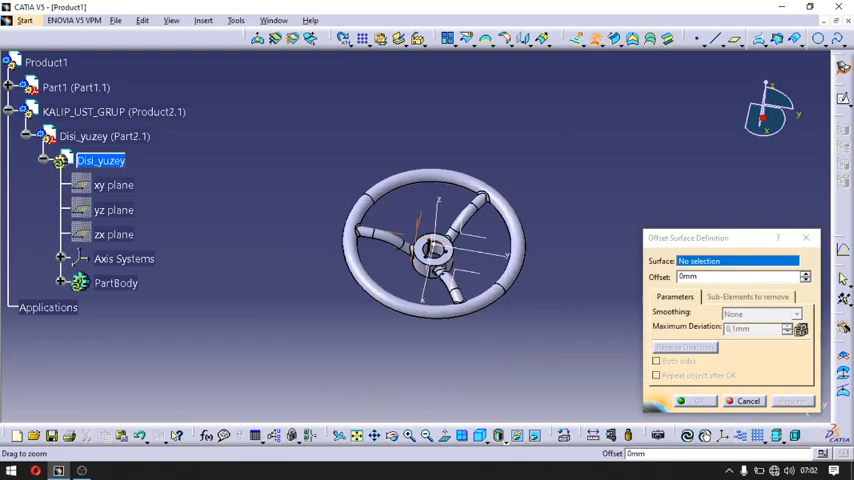 CATIA V5 - [Product1]
Start ENOVIA V5 VPM File Edit View Insert Tools Window Help
Product1
Part1 (Part1.1)
KALIP_UST_GRUP (Product2.1)
Disi_yuzey (Part2.1)
Disi_yuzey
xy plane
yz plane
zx plane
Axis Systems
PartBody
Applications
z
y
x
z
y
x
Offset Surface Definition ? ×
Surface: No selection
Offset: 0mm
Parameters Sub-Elements to remove
Smoothing: None
Maximum Deviation: 0,1mm
Reverse Direction
Both sides
Repeat object after OK
OK Cancel Preview
f(x)
Drag to zoom Offset 0mm
07:02